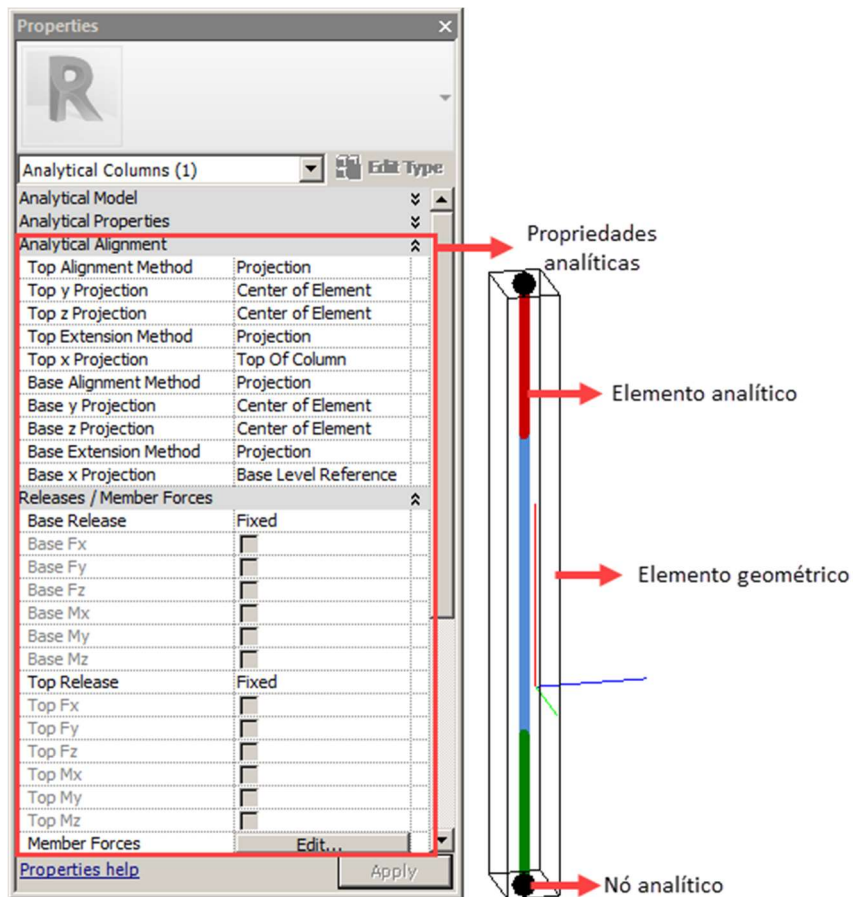 Properties
R
Analytical Columns (1) Edit Type
Analytical Model
Analytical Properties
Analytical Alignment
Top Alignment Method Projection
Top y Projection Center of Element
Top z Projection Center of Element
Top Extension Method Projection
Top x Projection Top Of Column
Base Alignment Method Projection
Base y Projection Center of Element
Base z Projection Center of Element
Base Extension Method Projection
Base x Projection Base Level Reference
Releases / Member Forces
Base Release Fixed
Base Fx
Base Fy
Base Fz
Base Mx
Base My
Base Mz
Top Release Fixed
Top Fx
Top Fy
Top Fz
Top Mx
Top My
Top Mz
Member Forces Edit...
Properties help Apply
Propriedades
analíticas
Elemento analítico
Elemento geométrico
Nó analítico